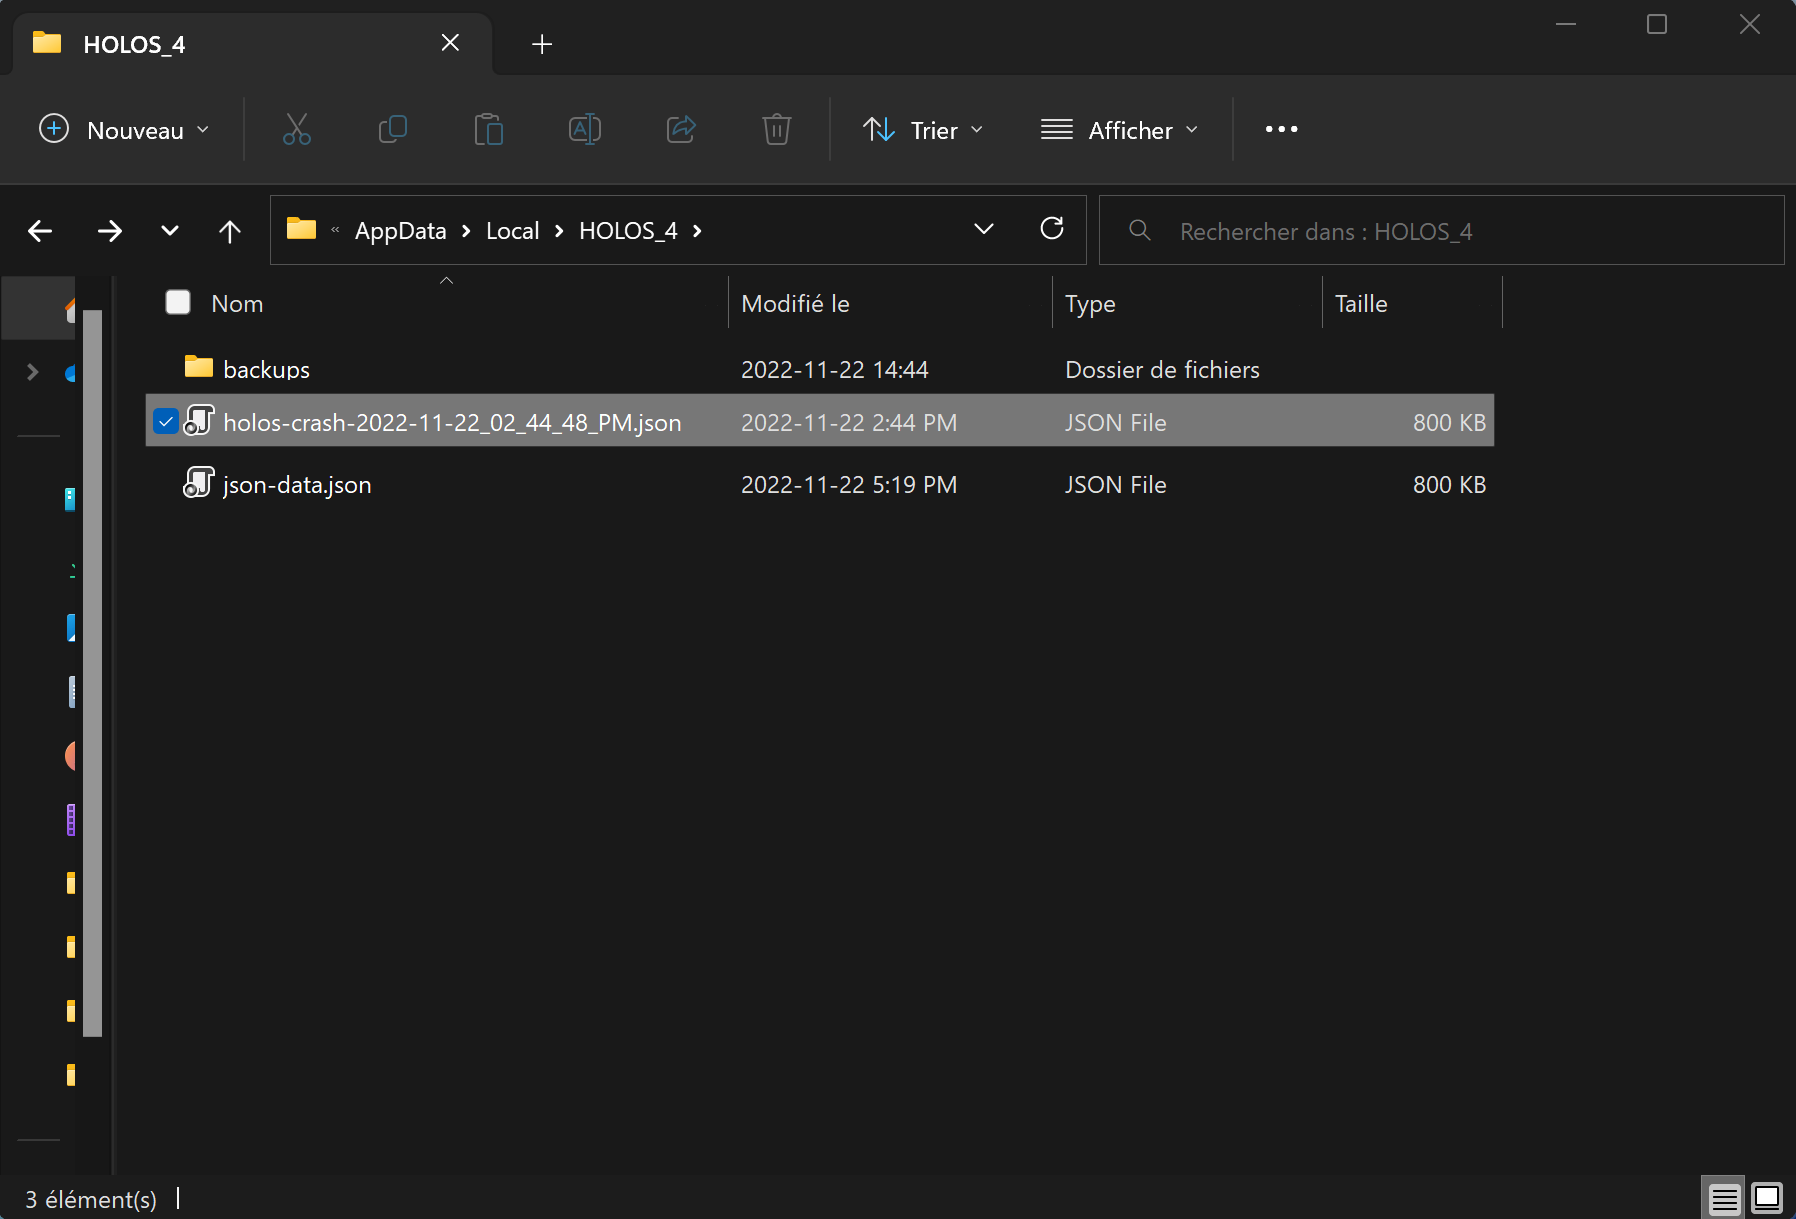 HOLOS_4
Nouveau Trier Afficher
« AppData > Local > HOLOS_4 > Rechercher dans : HOLOS_4
Nom Modifié le Type Taille
backups 2022-11-22 14:44 Dossier de fichiers
holos-crash-2022-11-22_02_44_48_PM.json 2022-11-22 2:44 PM JSON File 800 KB
json-data.json 2022-11-22 5:19 PM JSON File 800 KB
3 élément(s)